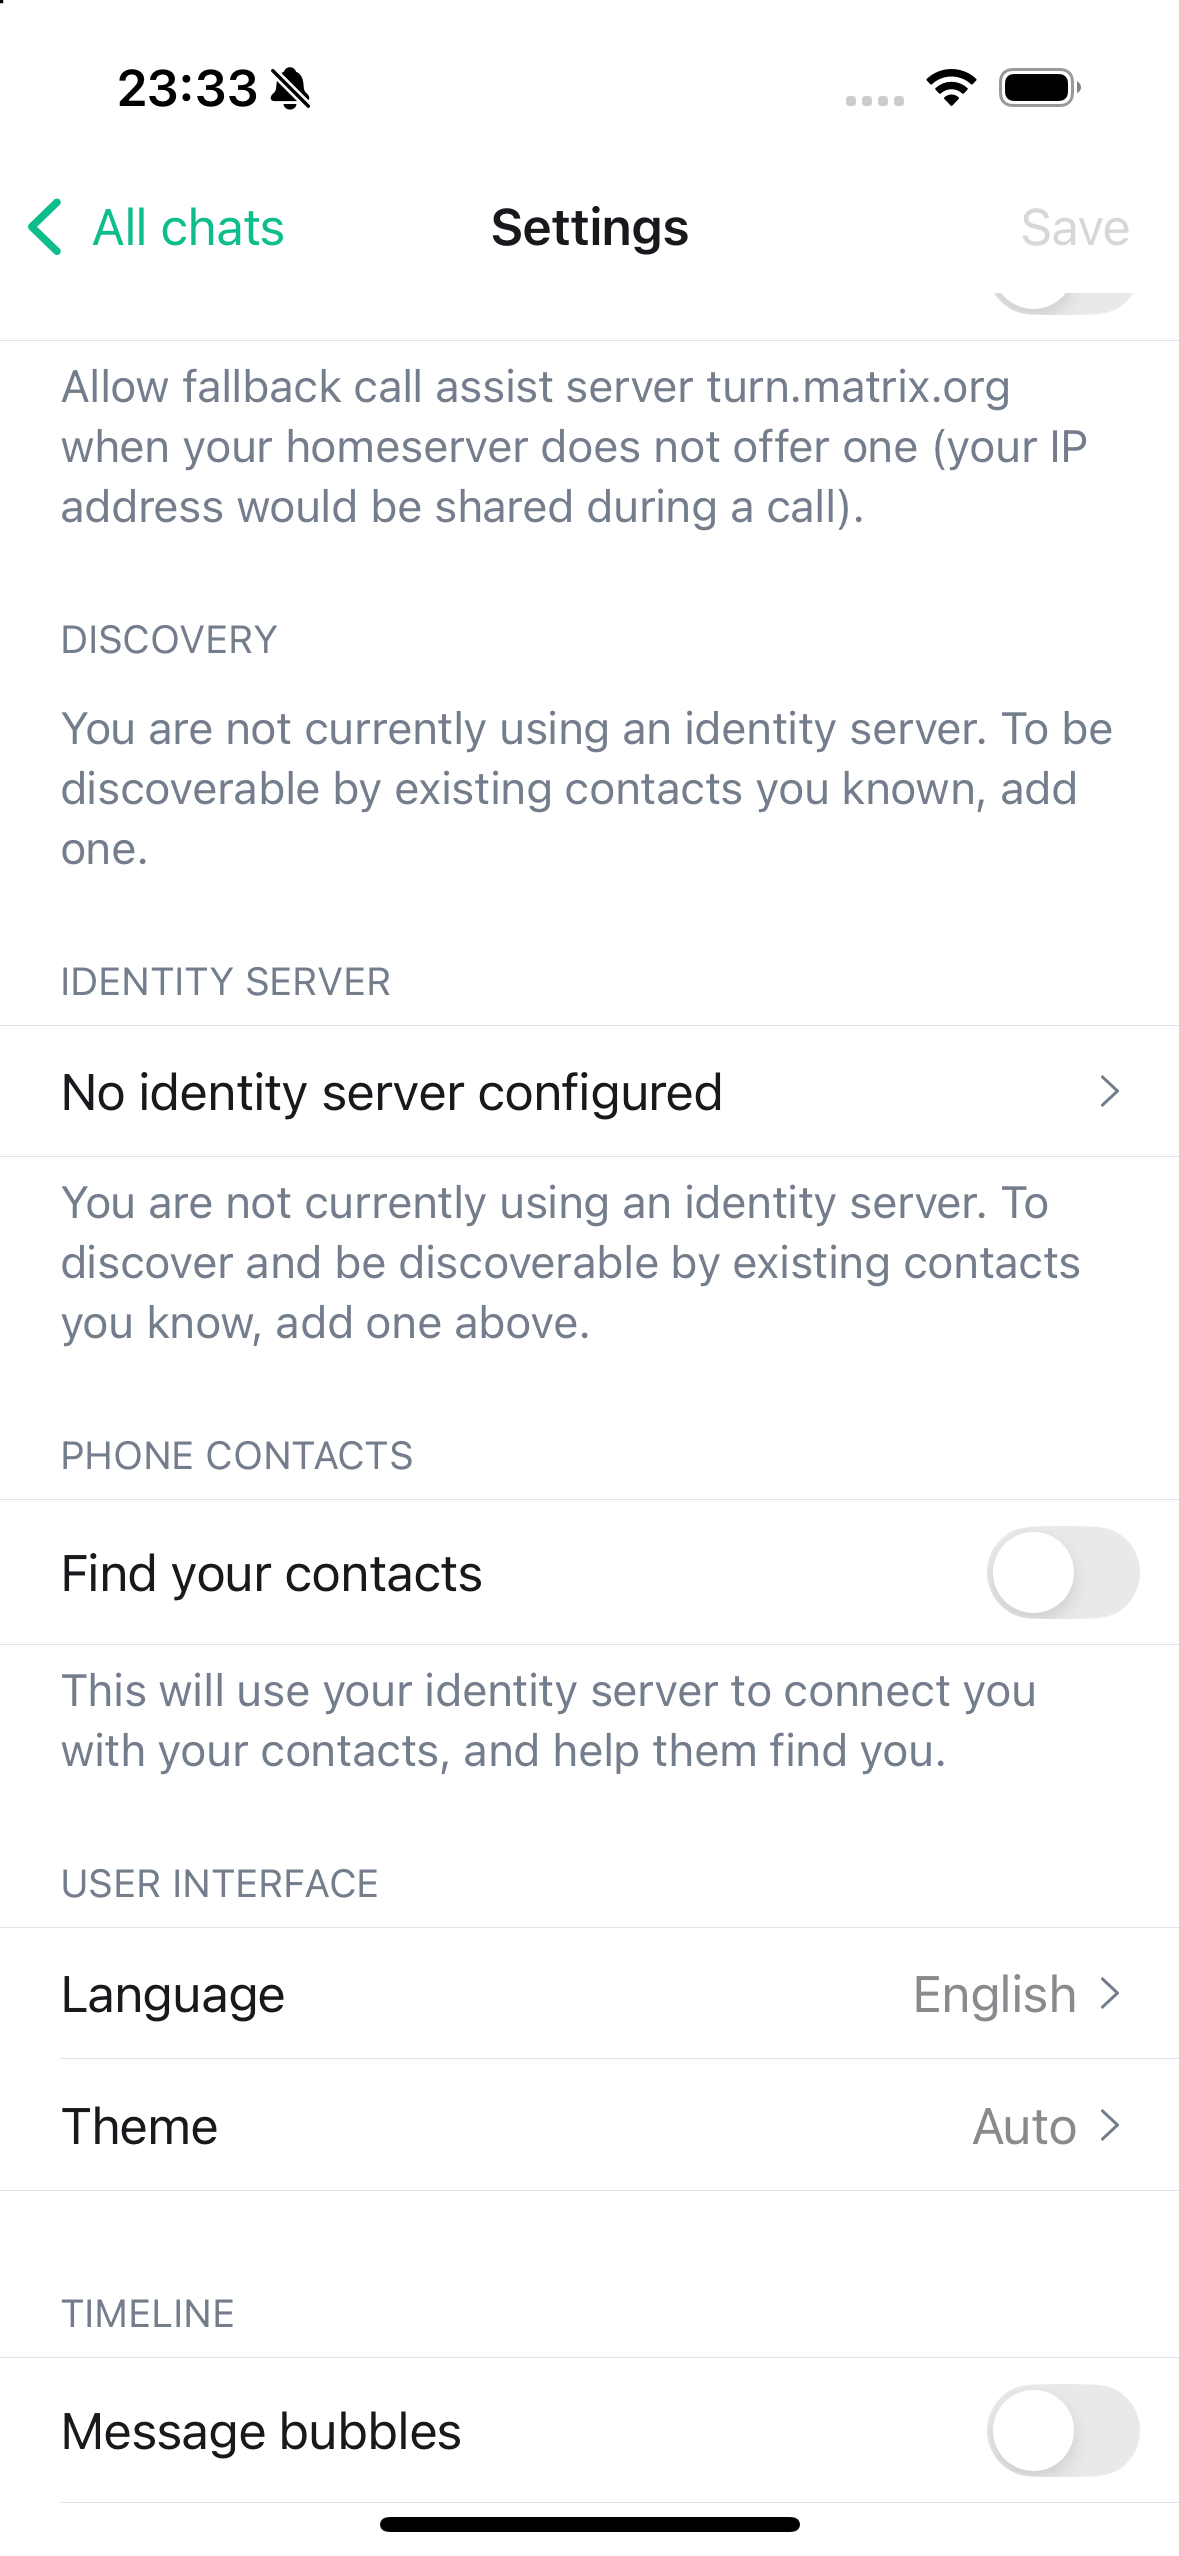 23:33
All chats
Settings
Save
Allow fallback call assist server turn.matrix.org
when your homeserver does not offer one (your IP
address would be shared during a call).
DISCOVERY
You are not currently using an identity server. To be
discoverable by existing contacts you known, add
one.
IDENTITY SERVER
No identity server configured
You are not currently using an identity server. To
discover and be discoverable by existing contacts
you know, add one above.
PHONE CONTACTS
Find your contacts
This will use your identity server to connect you
with your contacts, and help them find you.
USER INTERFACE
Language
English
Theme
Auto
TIMELINE
Message bubbles